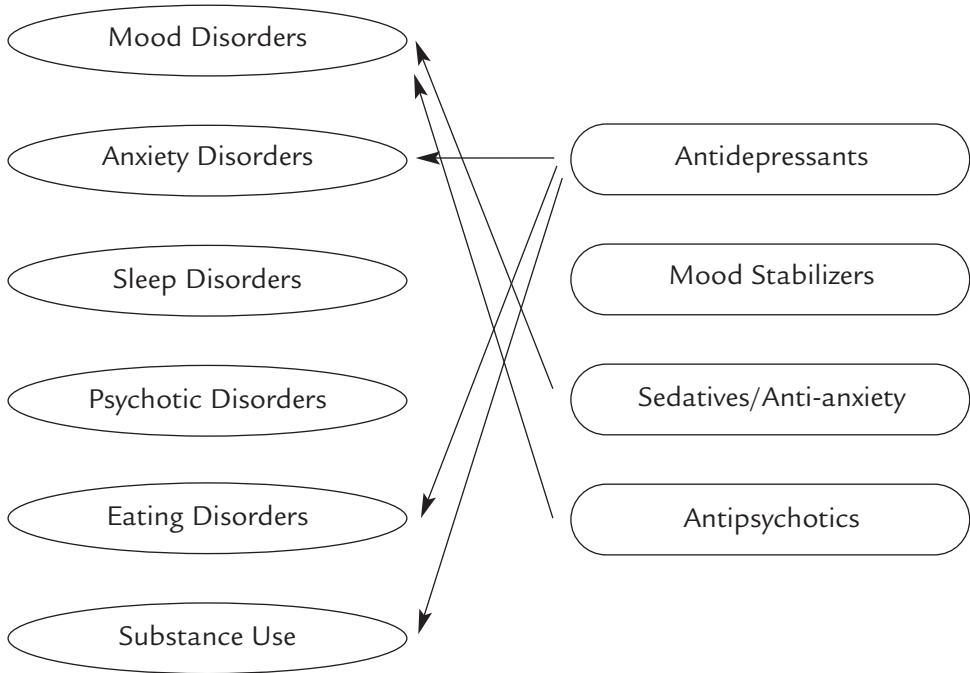 Mood Disorders
Anxiety Disorders
Antidepressants
Sleep Disorders
Mood Stabilizers
Psychotic Disorders
Sedatives/Anti-anxiety
Eating Disorders
Antipsychotics
Substance Use